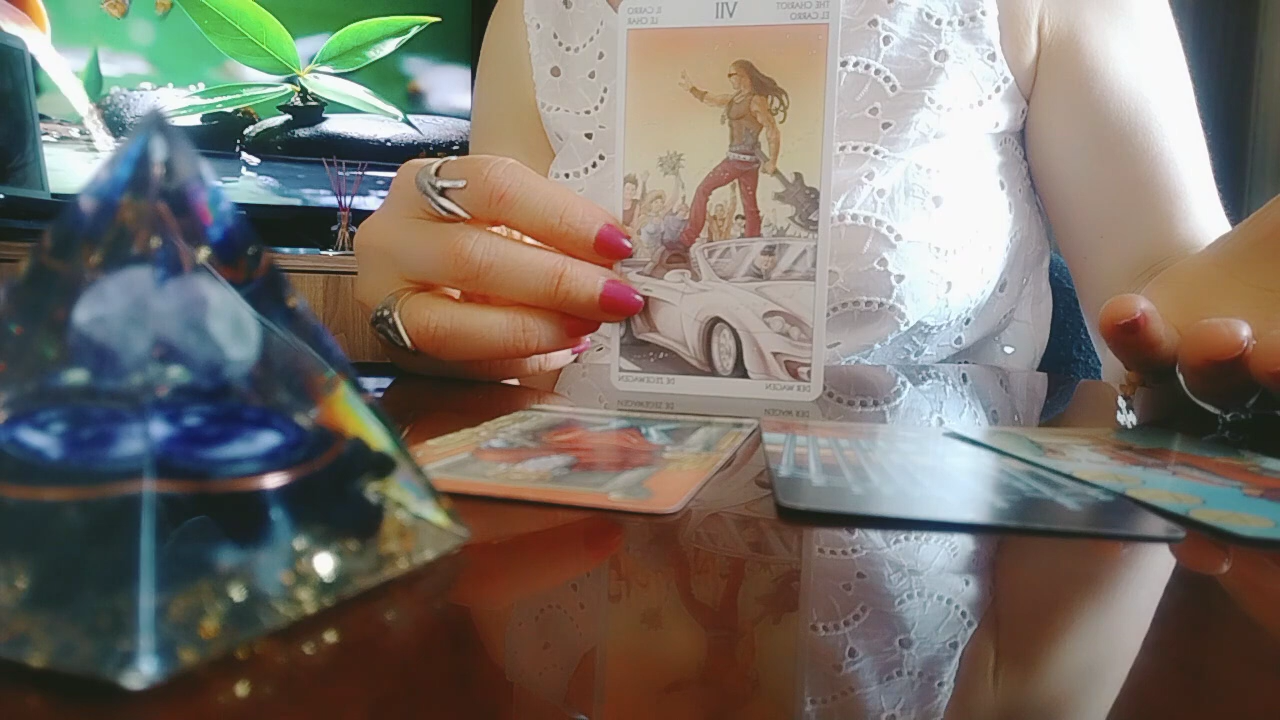 THE CHARIOT
EL CARRO
VII
IL CARRO
LE CHAR
DER WAGEN
DE ZEGEWAGEN